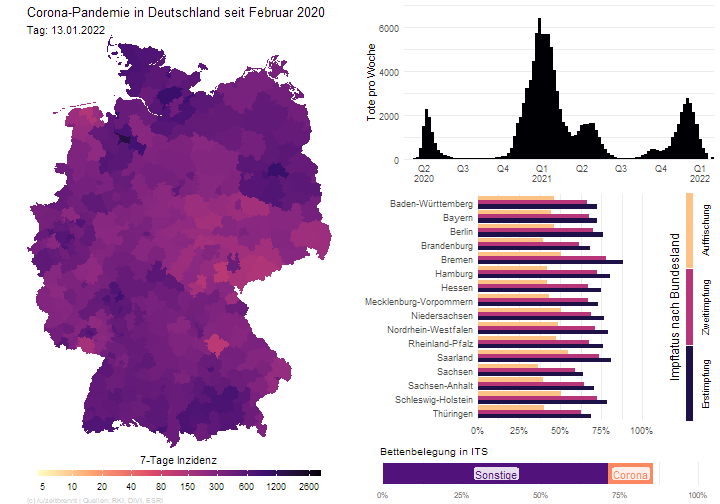 Corona-Pandemie in Deutschland seit Februar 2020
Tag: 13.01.2022
7-Tage Inzidenz
5 10 20 40 80 150 300 600 1200 2600
Tote pro Woche
6000
4000
2000
0
Q2 Q3 Q4 Q1 Q2 Q3 Q4 Q1
2020 2021 2022
Baden-Württemberg
Bayern
Berlin
Brandenburg
Bremen
Hamburg
Hessen
Mecklenburg-Vorpommern
Niedersachsen
Nordrhein-Westfalen
Rheinland-Pfalz
Saarland
Sachsen
Sachsen-Anhalt
Schleswig-Holstein
Thüringen
0% 25% 50% 75% 100%
Impfstatus nach Bundesland
Auffrischung
Zweitimpfung
Erstimpfung
Bettenbelegung in ITS
Sonstige
Corona
0% 25% 50% 75% 100%
| Quellen: RKI, DIVI, ESRI